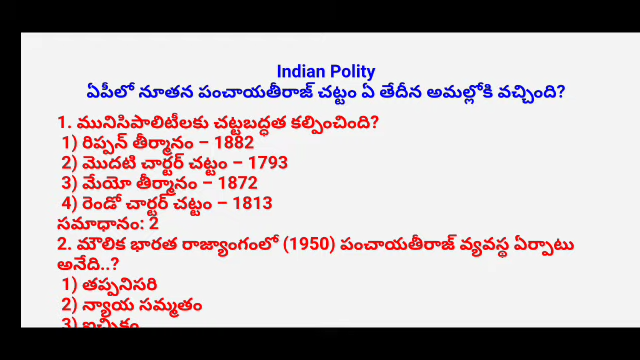 Indian Polity
ఏపీలో నూతన పంచాయతీరాజ్ చట్టం ఏ తేదీన అమల్లోకి వచ్చింది?
1. మునిసిపాలిటీలకు చట్టబద్ధత కల్పించింది?
1) రిప్పన్ తీర్మానం – 1882
2) మొదటి చార్టర్ చట్టం – 1793
3) మేయో తీర్మానం – 1872
4) రెండో చార్టర్ చట్టం – 1813
సమాధానం: 2
2. మౌలిక భారత రాజ్యాంగంలో (1950) పంచాయతీరాజ్ వ్యవస్థ ఏర్పాటు
అనేది..?
1) తప్పనిసరి
2) న్యాయ సమ్మతం
3) ఐచ్ఛికం